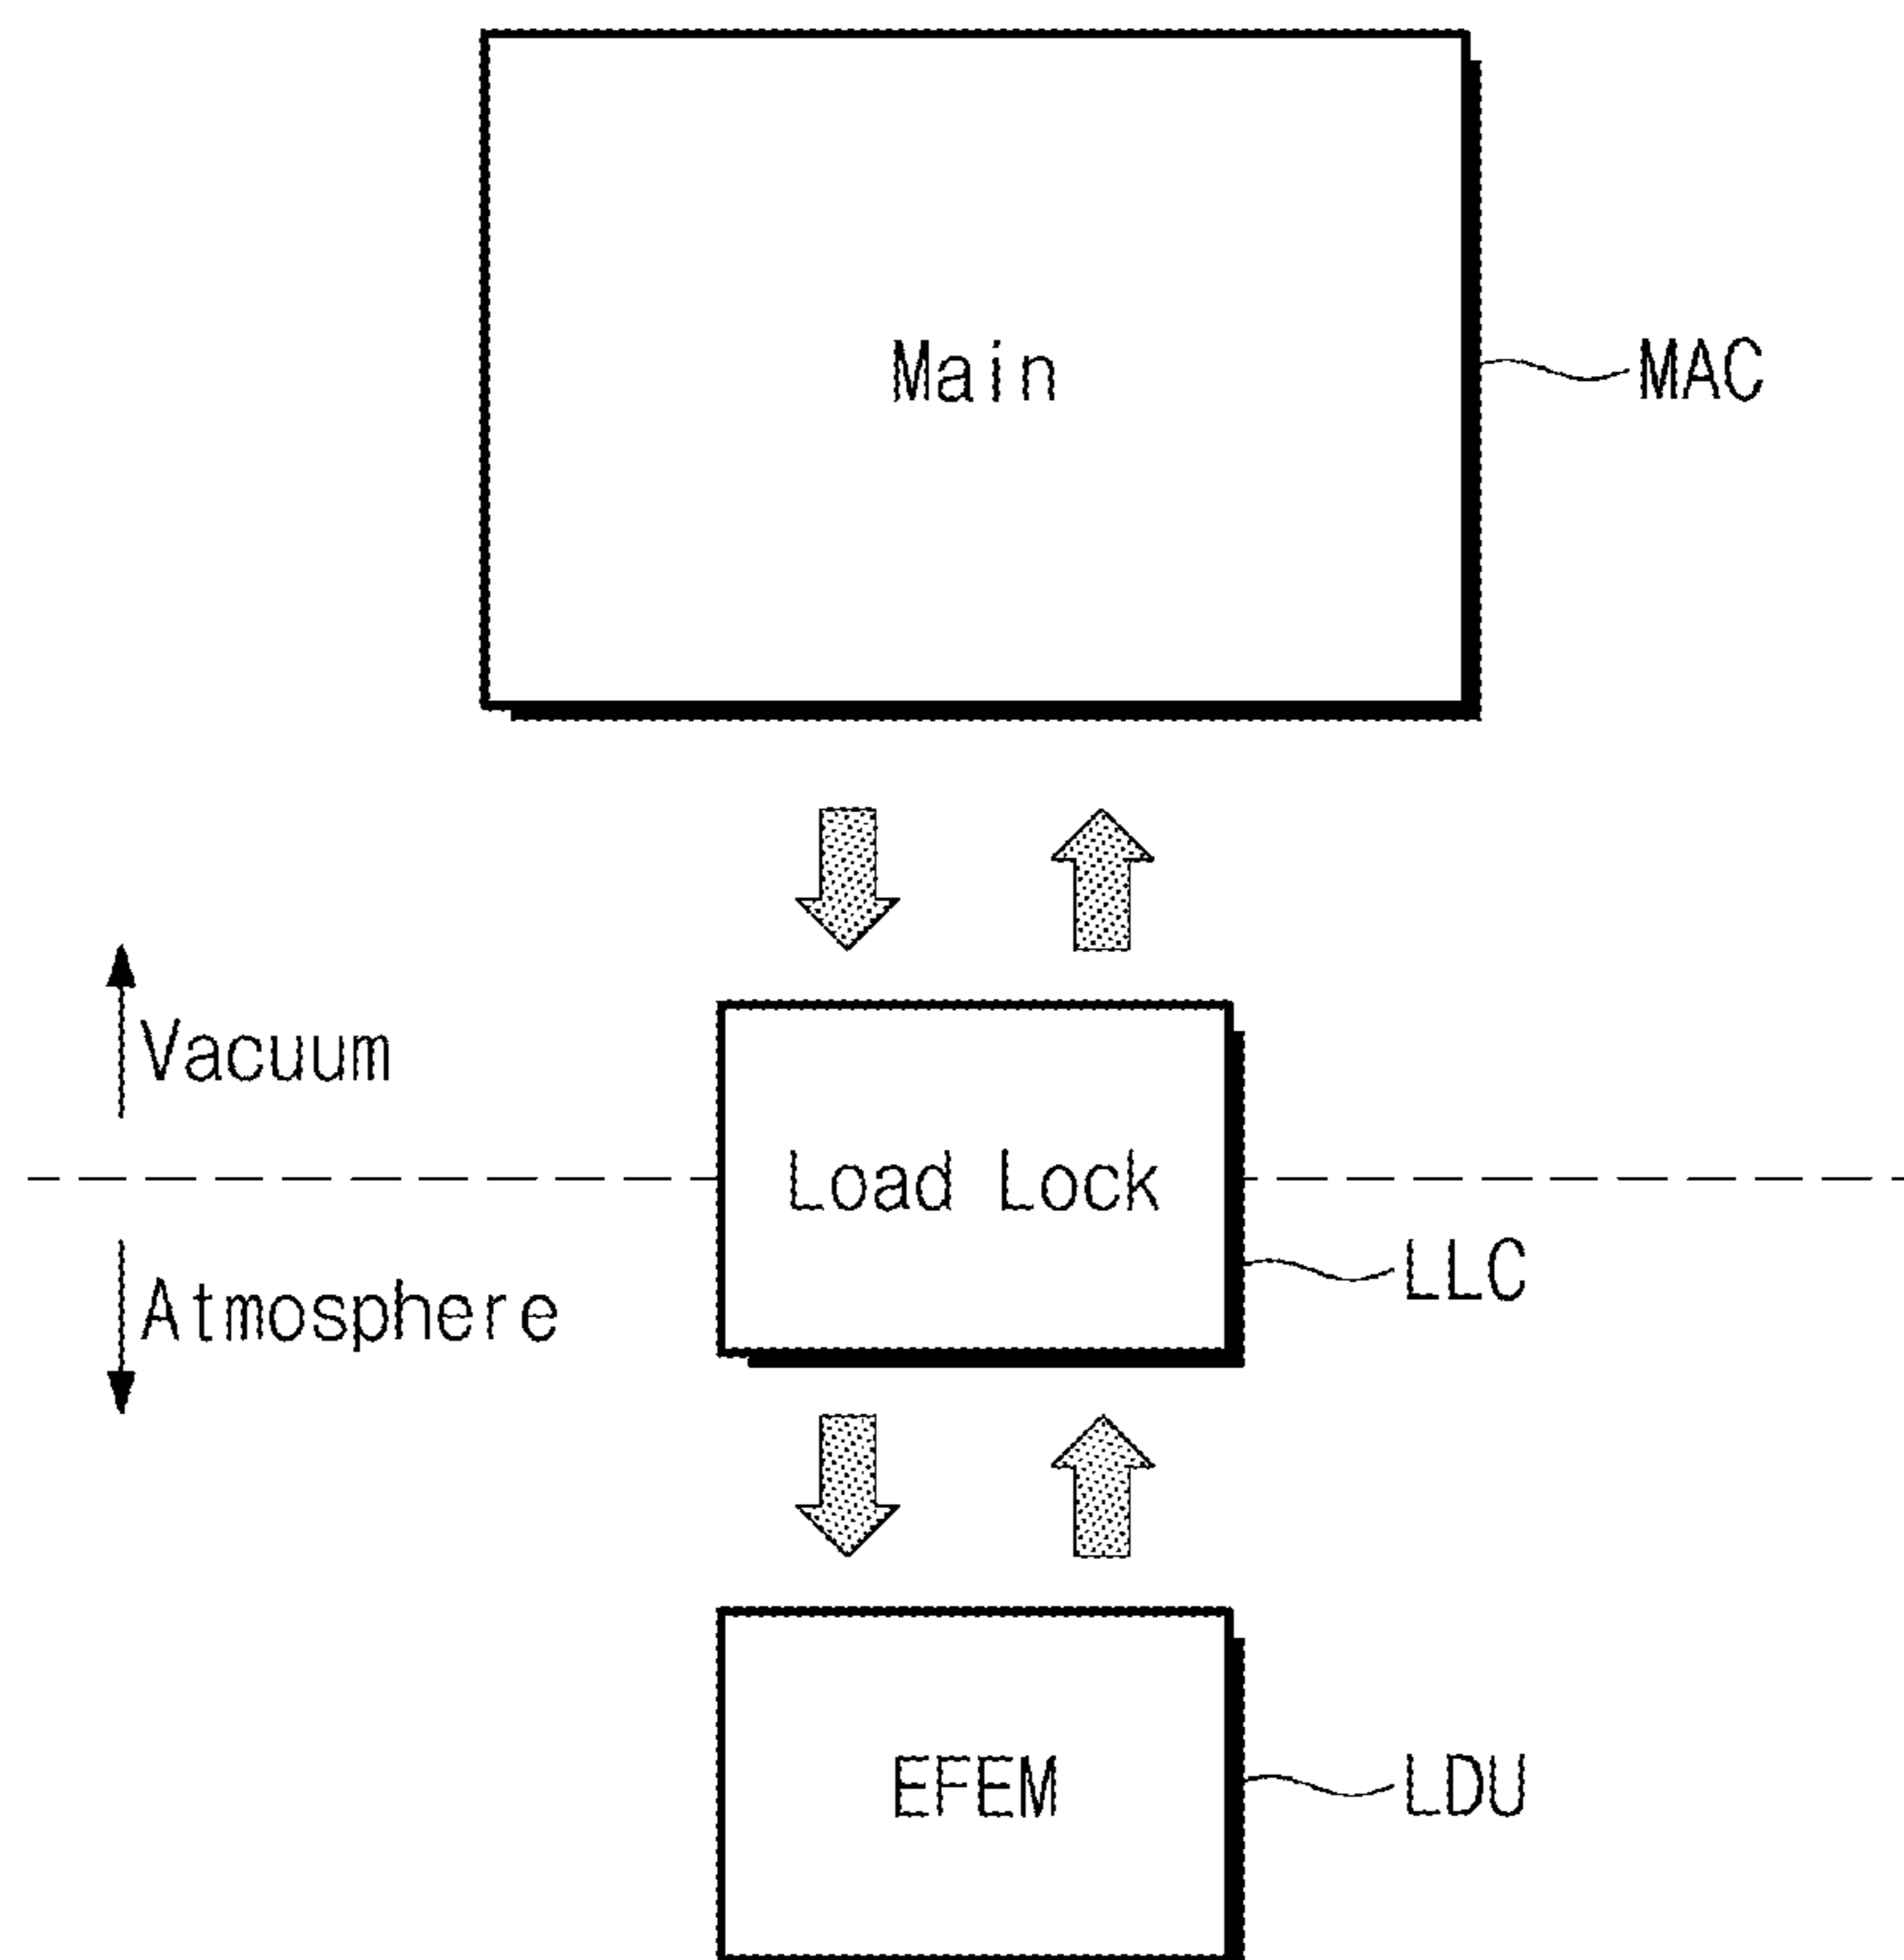 Main
MAC
Vacuum
Load Lock
LLC
Atmosphere
EFEM
LDU